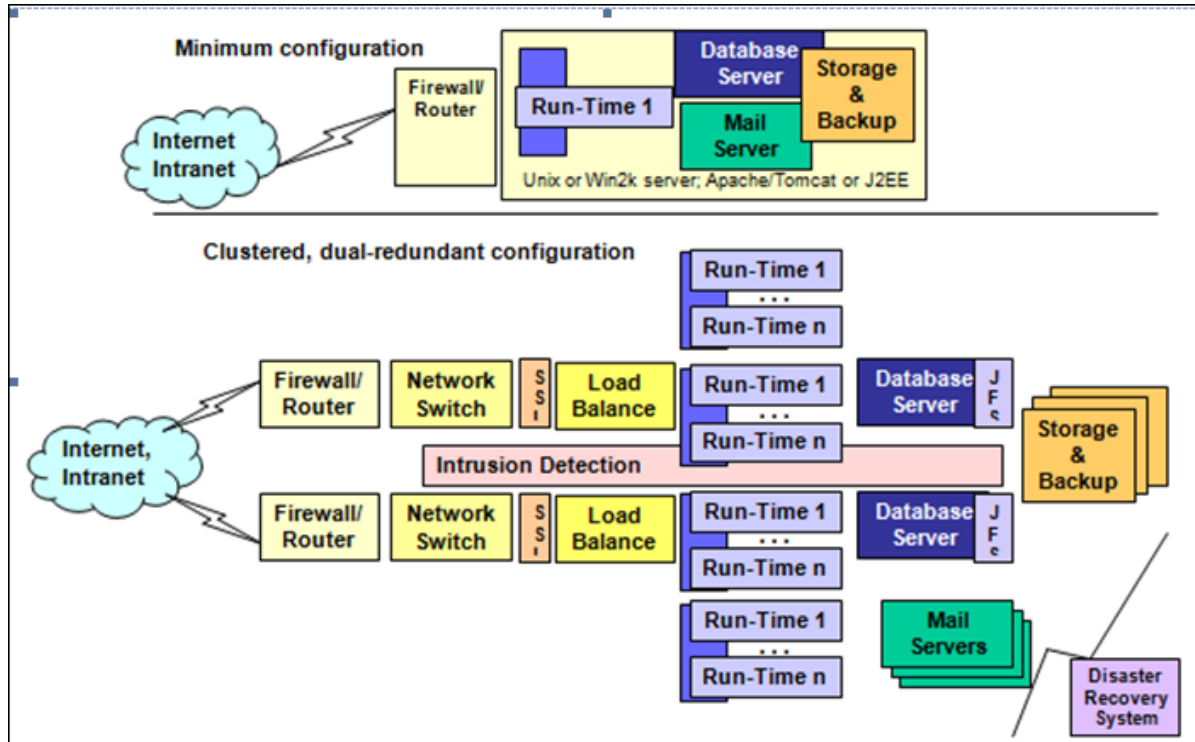 Minimum configuration
Firewall/
Router
Internet
Intranet
Run-Time 1
Database
Server
Mail
Server
Storage
&
Backup
Unix or Win2k server; Apache/Tomcat or J2EE
Clustered, dual-redundant configuration
Run-Time 1
...
Run-Time n
Internet,
Intranet
Firewall/
Router
Network
Switch
S
S
Load
Balance
Run-Time 1
...
Run-Time n
Database
Server
J
F
S
Storage
&
Backup
Intrusion Detection
Firewall/
Router
Network
Switch
S
S
Load
Balance
Run-Time 1
...
Run-Time n
Database
Server
J
F
Run-Time 1
...
Run-Time n
Mail
Servers
Disaster
Recovery
System